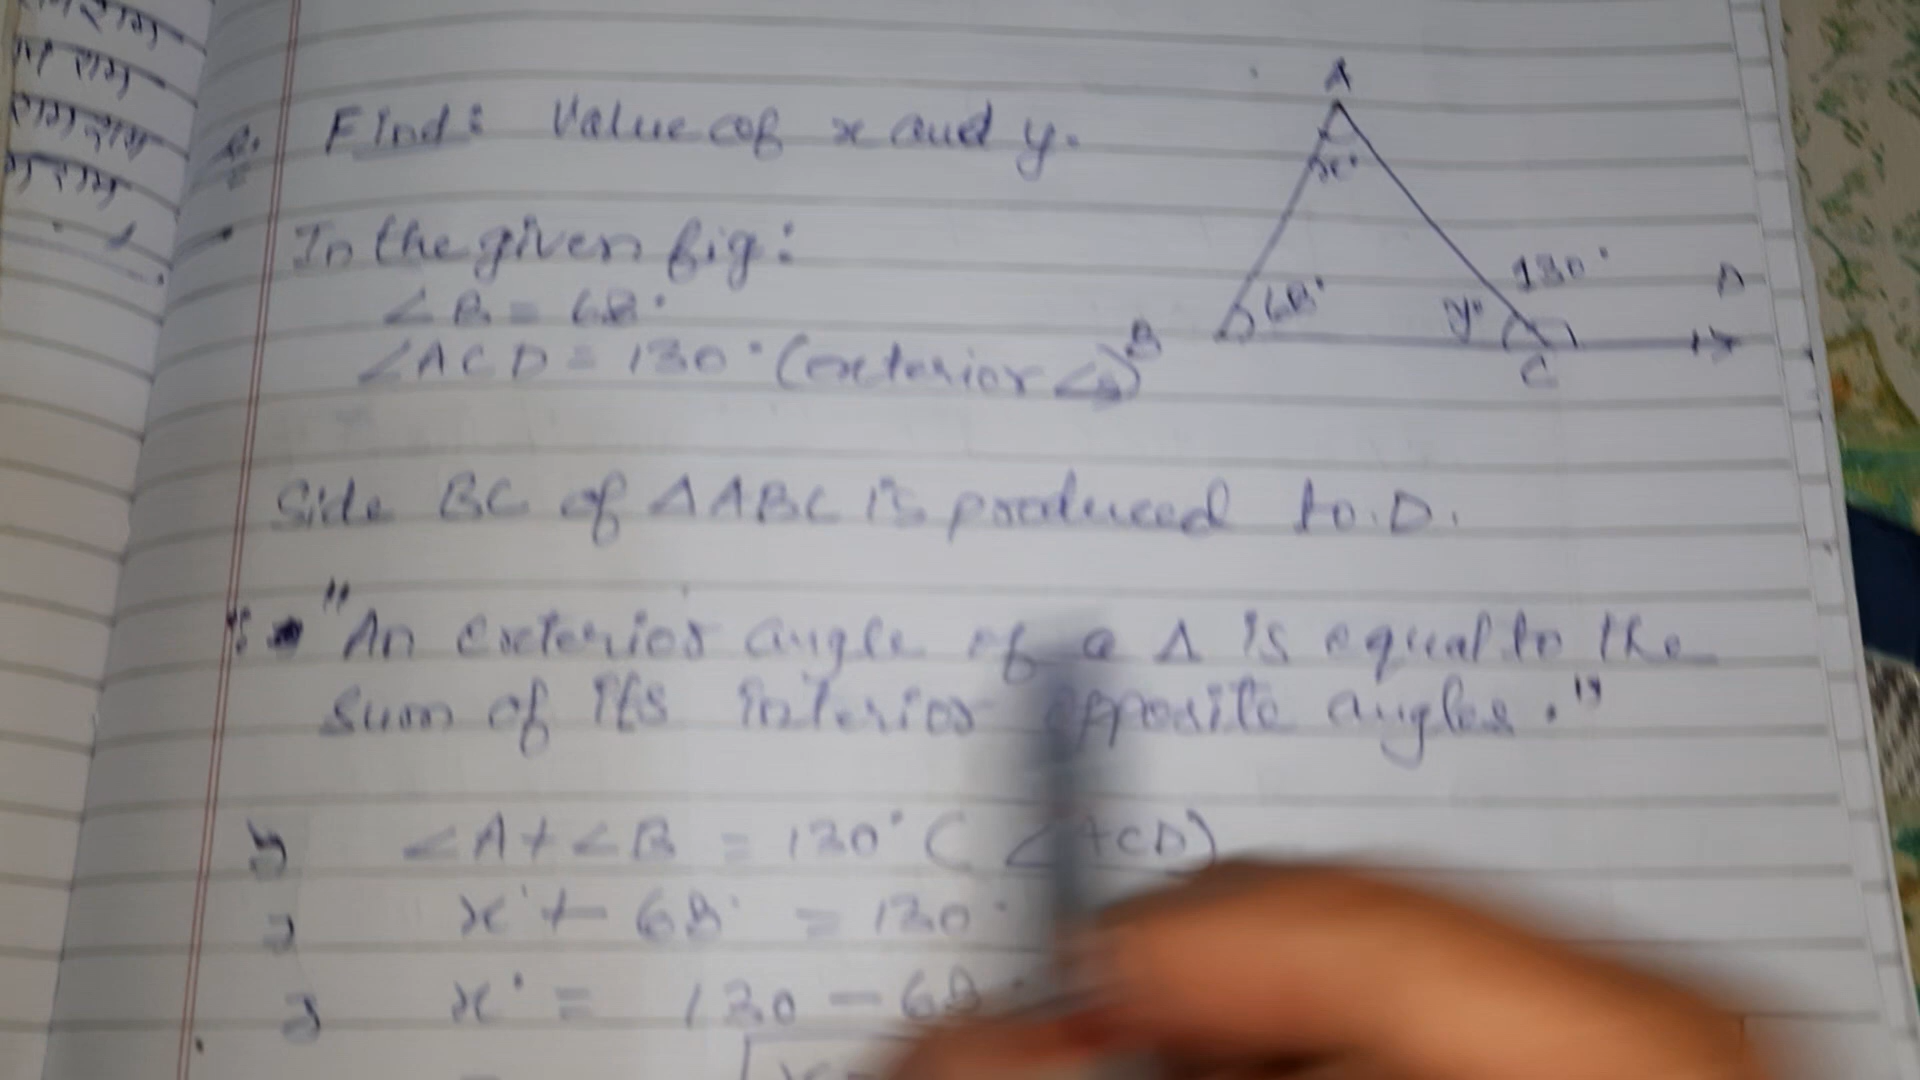 Q. Find: Value of x and y.
In the given fig:
∠B = 68°
∠ACD = 130° (exterior ∠s)
A
x°
68°
y°
130°
D
B
C
Side BC of ΔABC is produced to D.
"An exterior angle of a Δ is equal to the
sum of its interior opposite angles."
∠A + ∠B = 130° (∠ACD)
x° + 68° = 130°
x° = 130 - 68